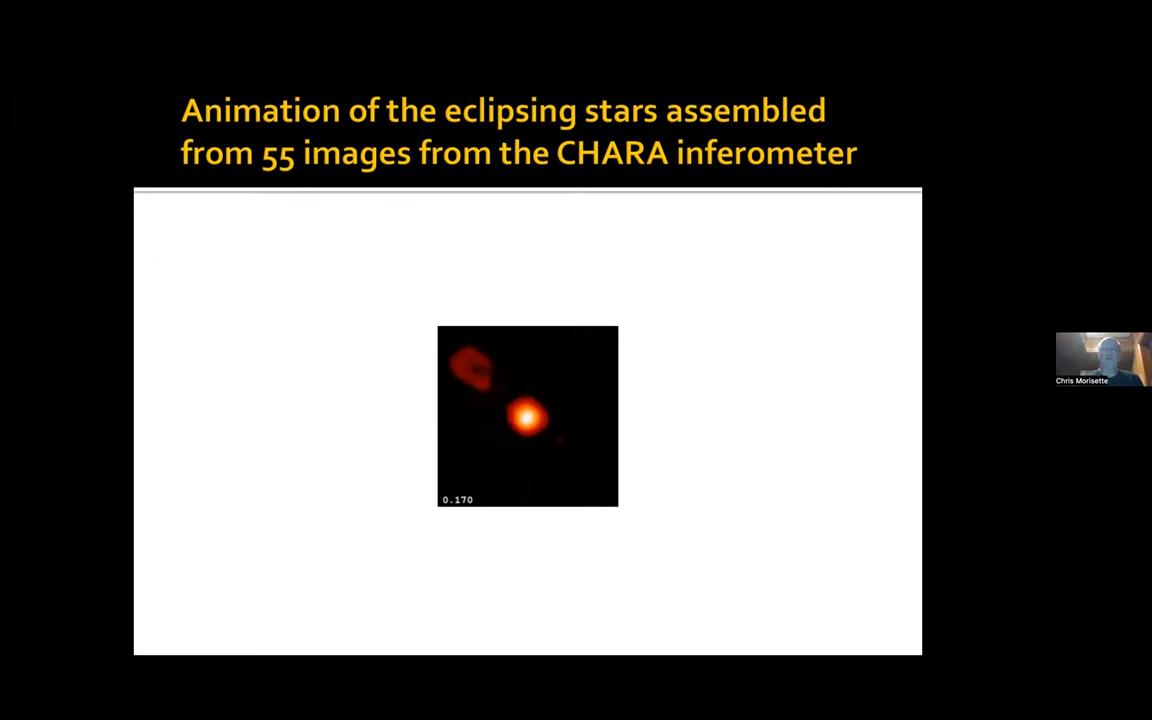 Animation of the eclipsing stars assembled
from 55 images from the CHARA inferometer
0.170
Chris Morisette